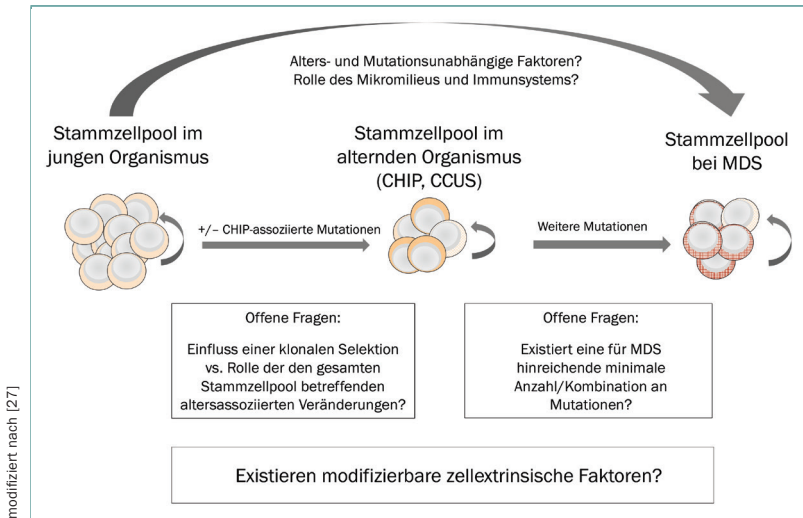 Alters- und Mutationsunabhängige Faktoren?
Rolle des Mikromilieus und Immunsystems?
Stammzellpool im
jungen Organismus
Stammzellpool im
alternden Organismus
(CHIP, CCUS)
Stammzellpool
bei MDS
+/– CHIP-assoziierte Mutationen
Weitere Mutationen
Offene Fragen:
Einfluss einer klonalen Selektion
vs. Rolle der den gesamten
Stammzellpool betreffenden
altersassoziierten Veränderungen?
Offene Fragen:
Existiert eine für MDS
hinreichende minimale
Anzahl/Kombination an
Mutationen?
Existieren modifizierbare zellextrinsische Faktoren?
modifiziert nach [27]